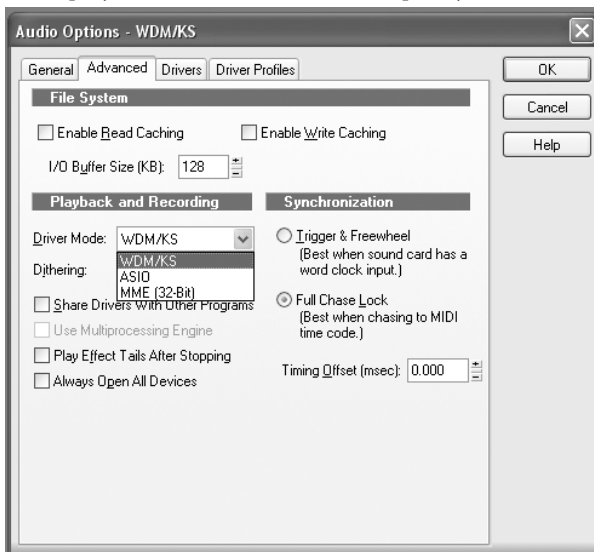 Audio Options - WDM/KS
General Advanced Drivers Driver Profiles
OK
Cancel
Help
File System
Enable Read Caching
Enable Write Caching
I/O Buffer Size (KB): 128
Playback and Recording
Driver Mode: WDM/KS
WDM/KS
ASIO
MME (32-Bit)
Dithering:
Share Drivers With Other Programs
Use Multiprocessing Engine
Play Effect Tails After Stopping
Always Open All Devices
Synchronization
Trigger & Freewheel
(Best when sound card has a
word clock input.)
Full Chase Lock
(Best when chasing to MIDI
time code.)
Timing Offset (msec): 0.000